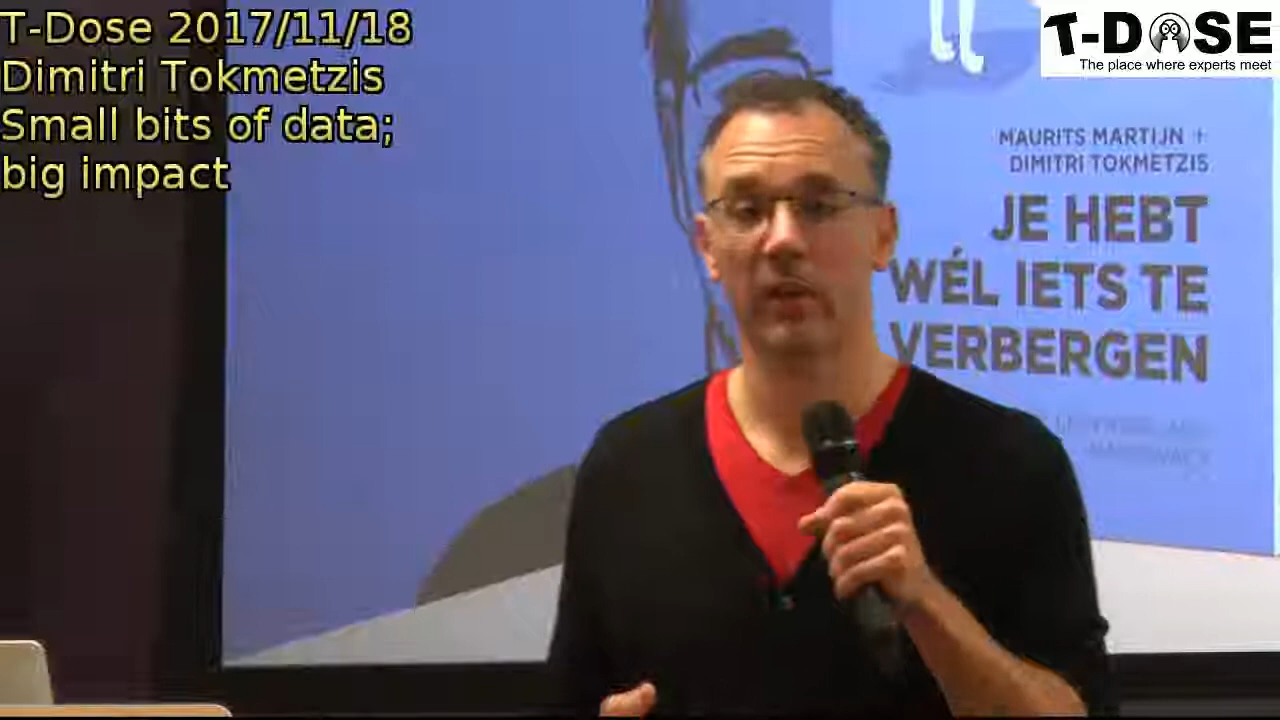 T-Dose 2017/11/18
Dimitri Tokmetzis
Small bits of data;
big impact
T-DOSE
The place where experts meet
MAURITS MARTIJN +
DIMITRI TOKMETZIS
JE HEBT
WÉL IETS TE
VERBERGEN